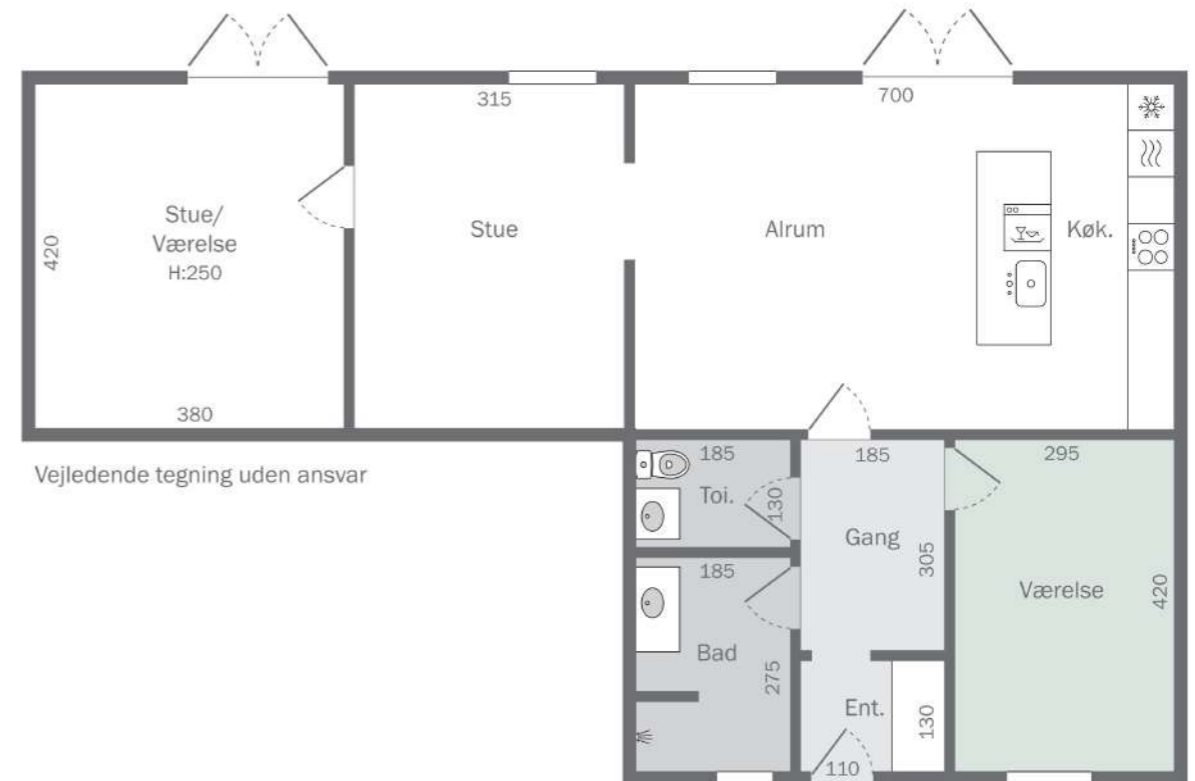 315
700
Stue/
Værelse
H:250
420
Stue
Alrum
Køk.
380
Vejledende tegning uden ansvar
185
Toi.
130
185
295
Gang
305
Værelse
420
185
Bad
275
Ent.
130
110